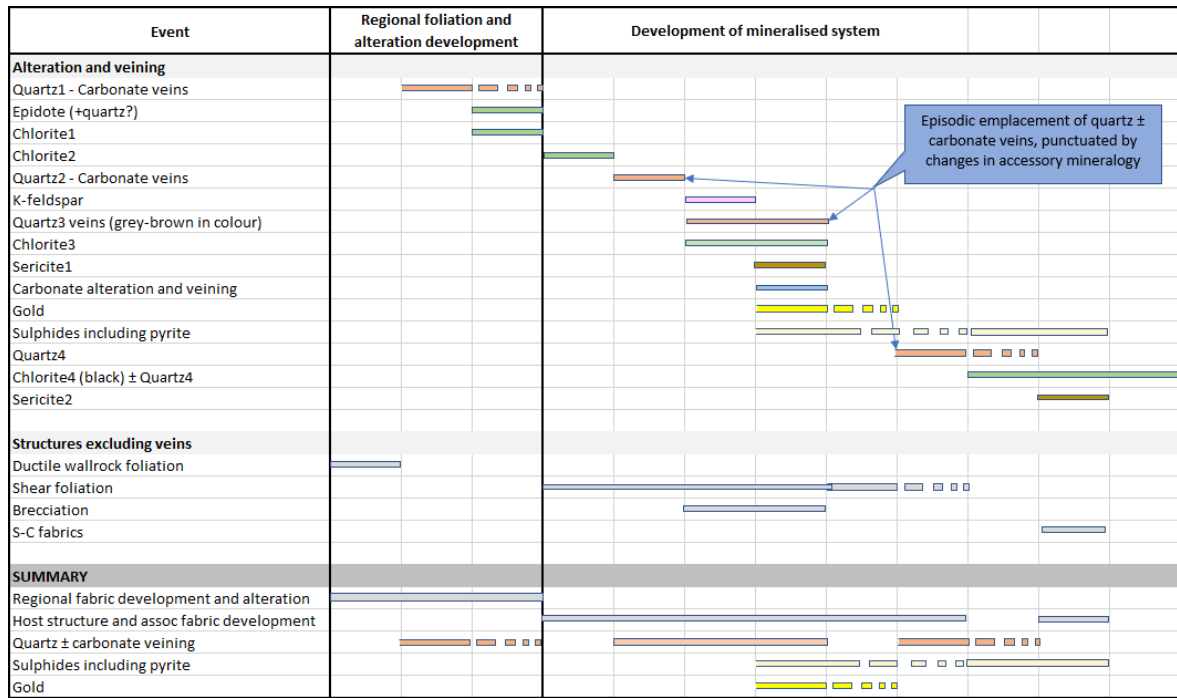 Event
Regional foliation and
alteration development
Development of mineralised system
Alteration and veining
Quartz1 - Carbonate veins
Epidote (+quartz?)
Chlorite1
Chlorite2
Quartz2 - Carbonate veins
K-feldspar
Quartz3 veins (grey-brown in colour)
Chlorite3
Sericite1
Carbonate alteration and veining
Gold
Sulphides including pyrite
Quartz4
Chlorite4 (black) ± Quartz4
Sericite2
Episodic emplacement of quartz ±
carbonate veins, punctuated by
changes in accessory mineralogy
Structures excluding veins
Ductile wallrock foliation
Shear foliation
Brecciation
S-C fabrics
SUMMARY
Regional fabric development and alteration
Host structure and assoc fabric development
Quartz ± carbonate veining
Sulphides including pyrite
Gold